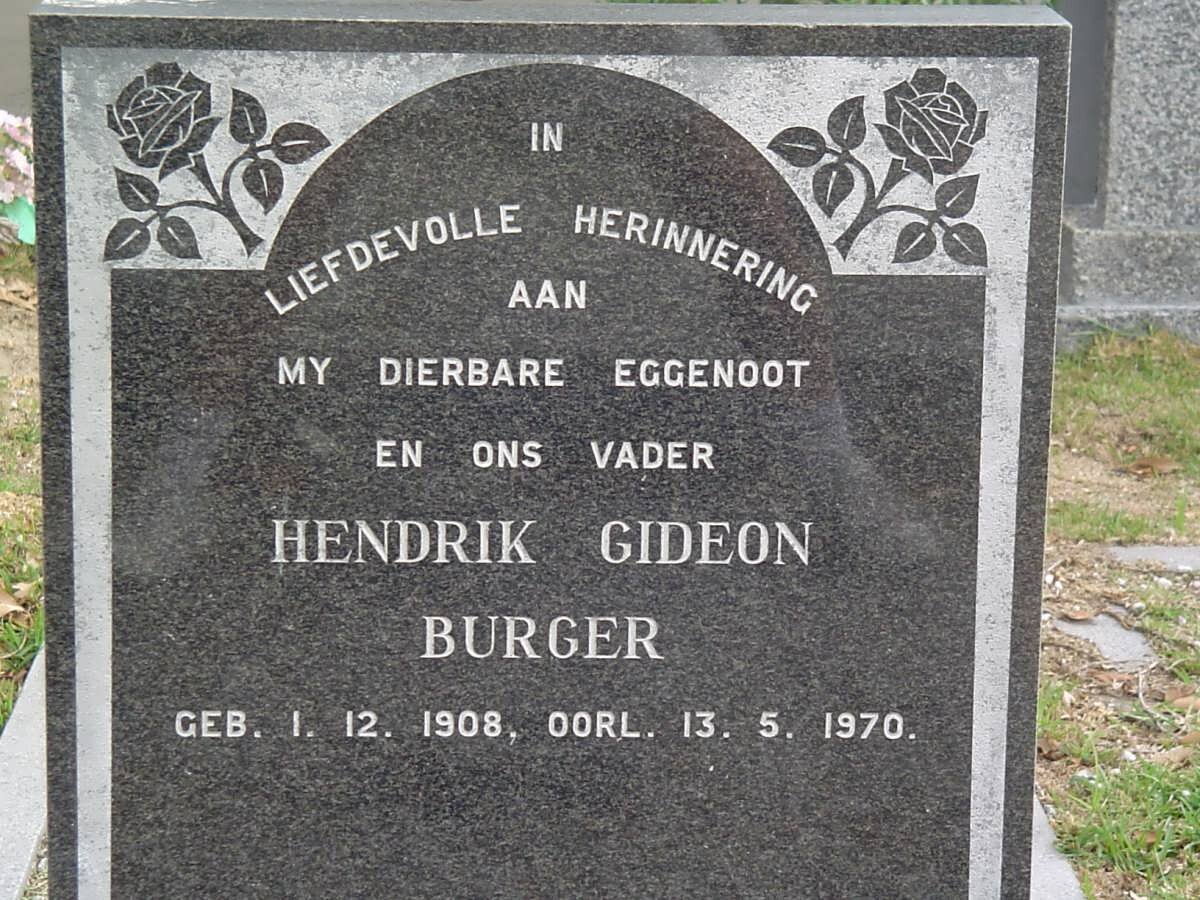 IN
LIEFDEVOLLE HERINNERING
AAN
MY DIERBARE EGGENOOT
EN ONS VADER
HENDRIK GIDEON
BURGER
GEB. 1. 12. 1908, OORL. 13. 5. 1970.